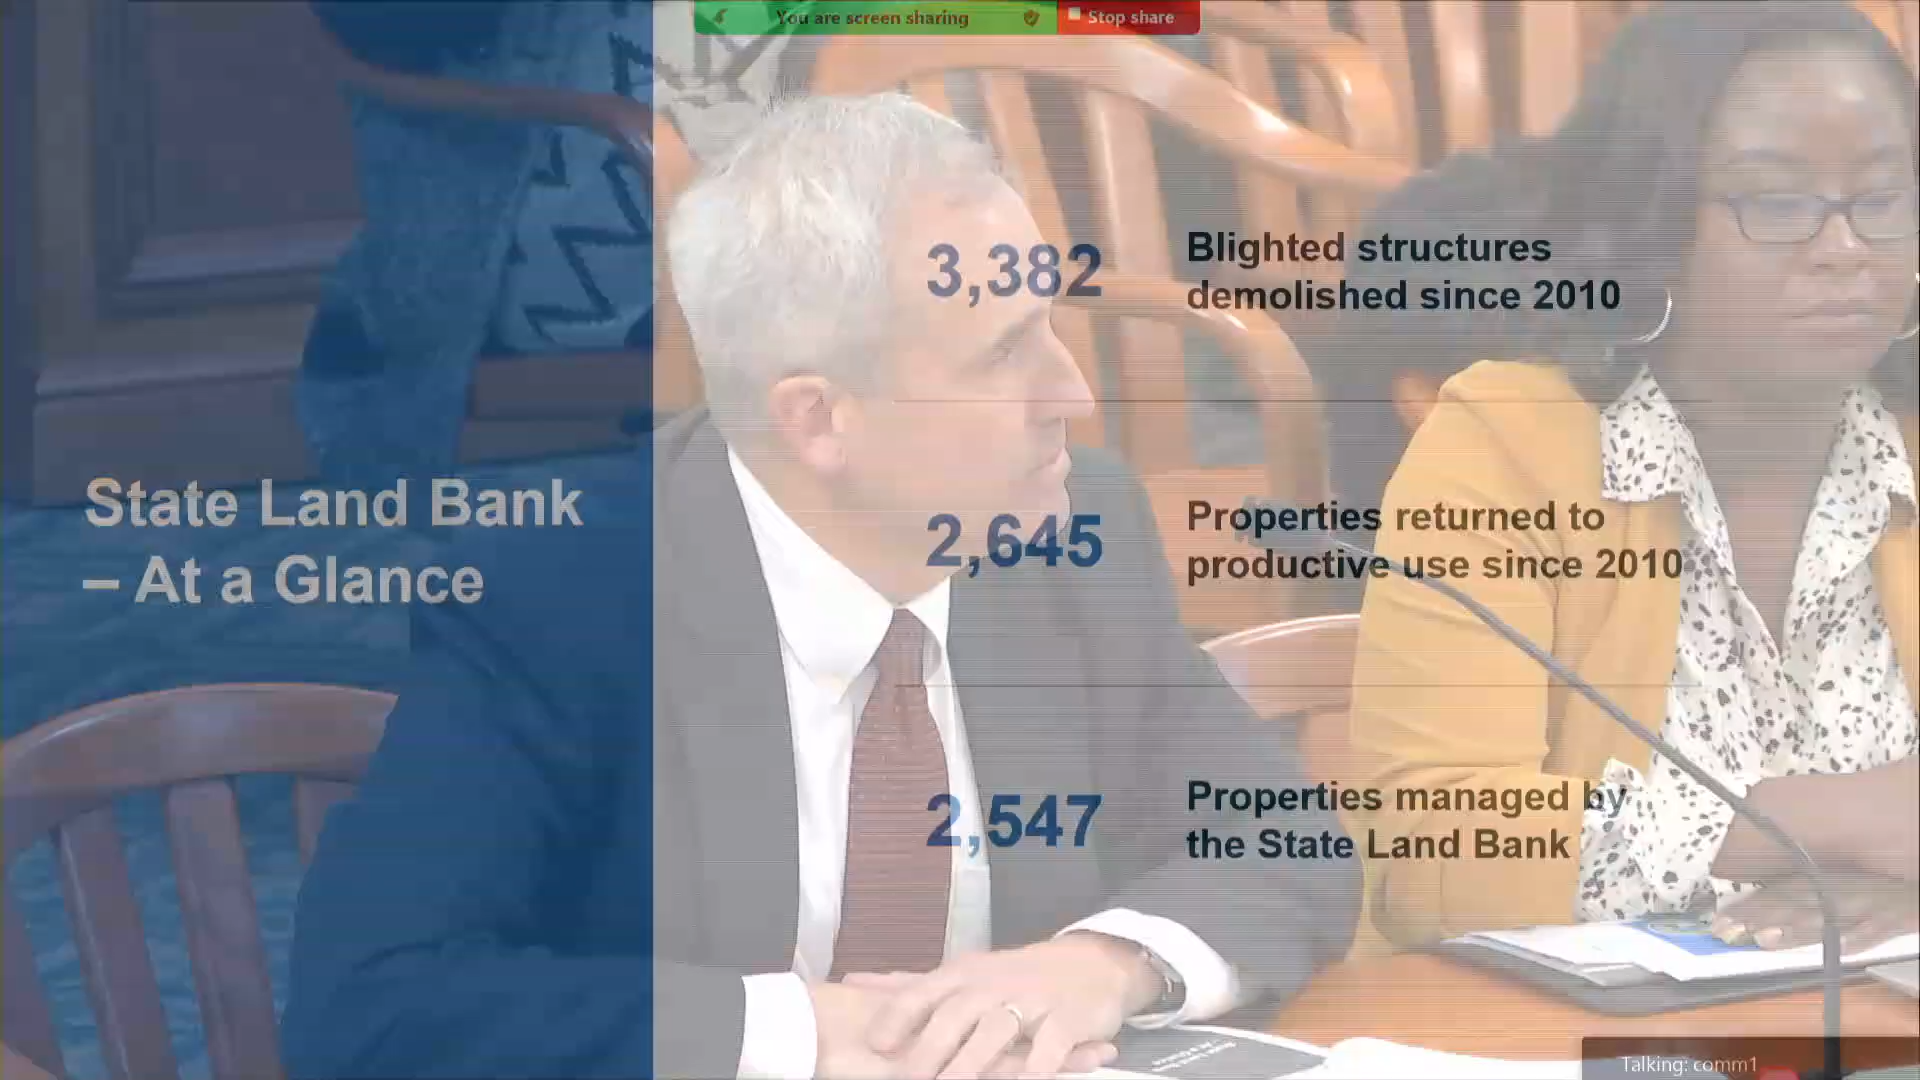 You are screen sharing
Stop share
State Land Bank
– At a Glance
3,382
Blighted structures
demolished since 2010
2,645
Properties returned to
productive use since 2010
2,547
Properties managed by
the State Land Bank
Talking: comm1